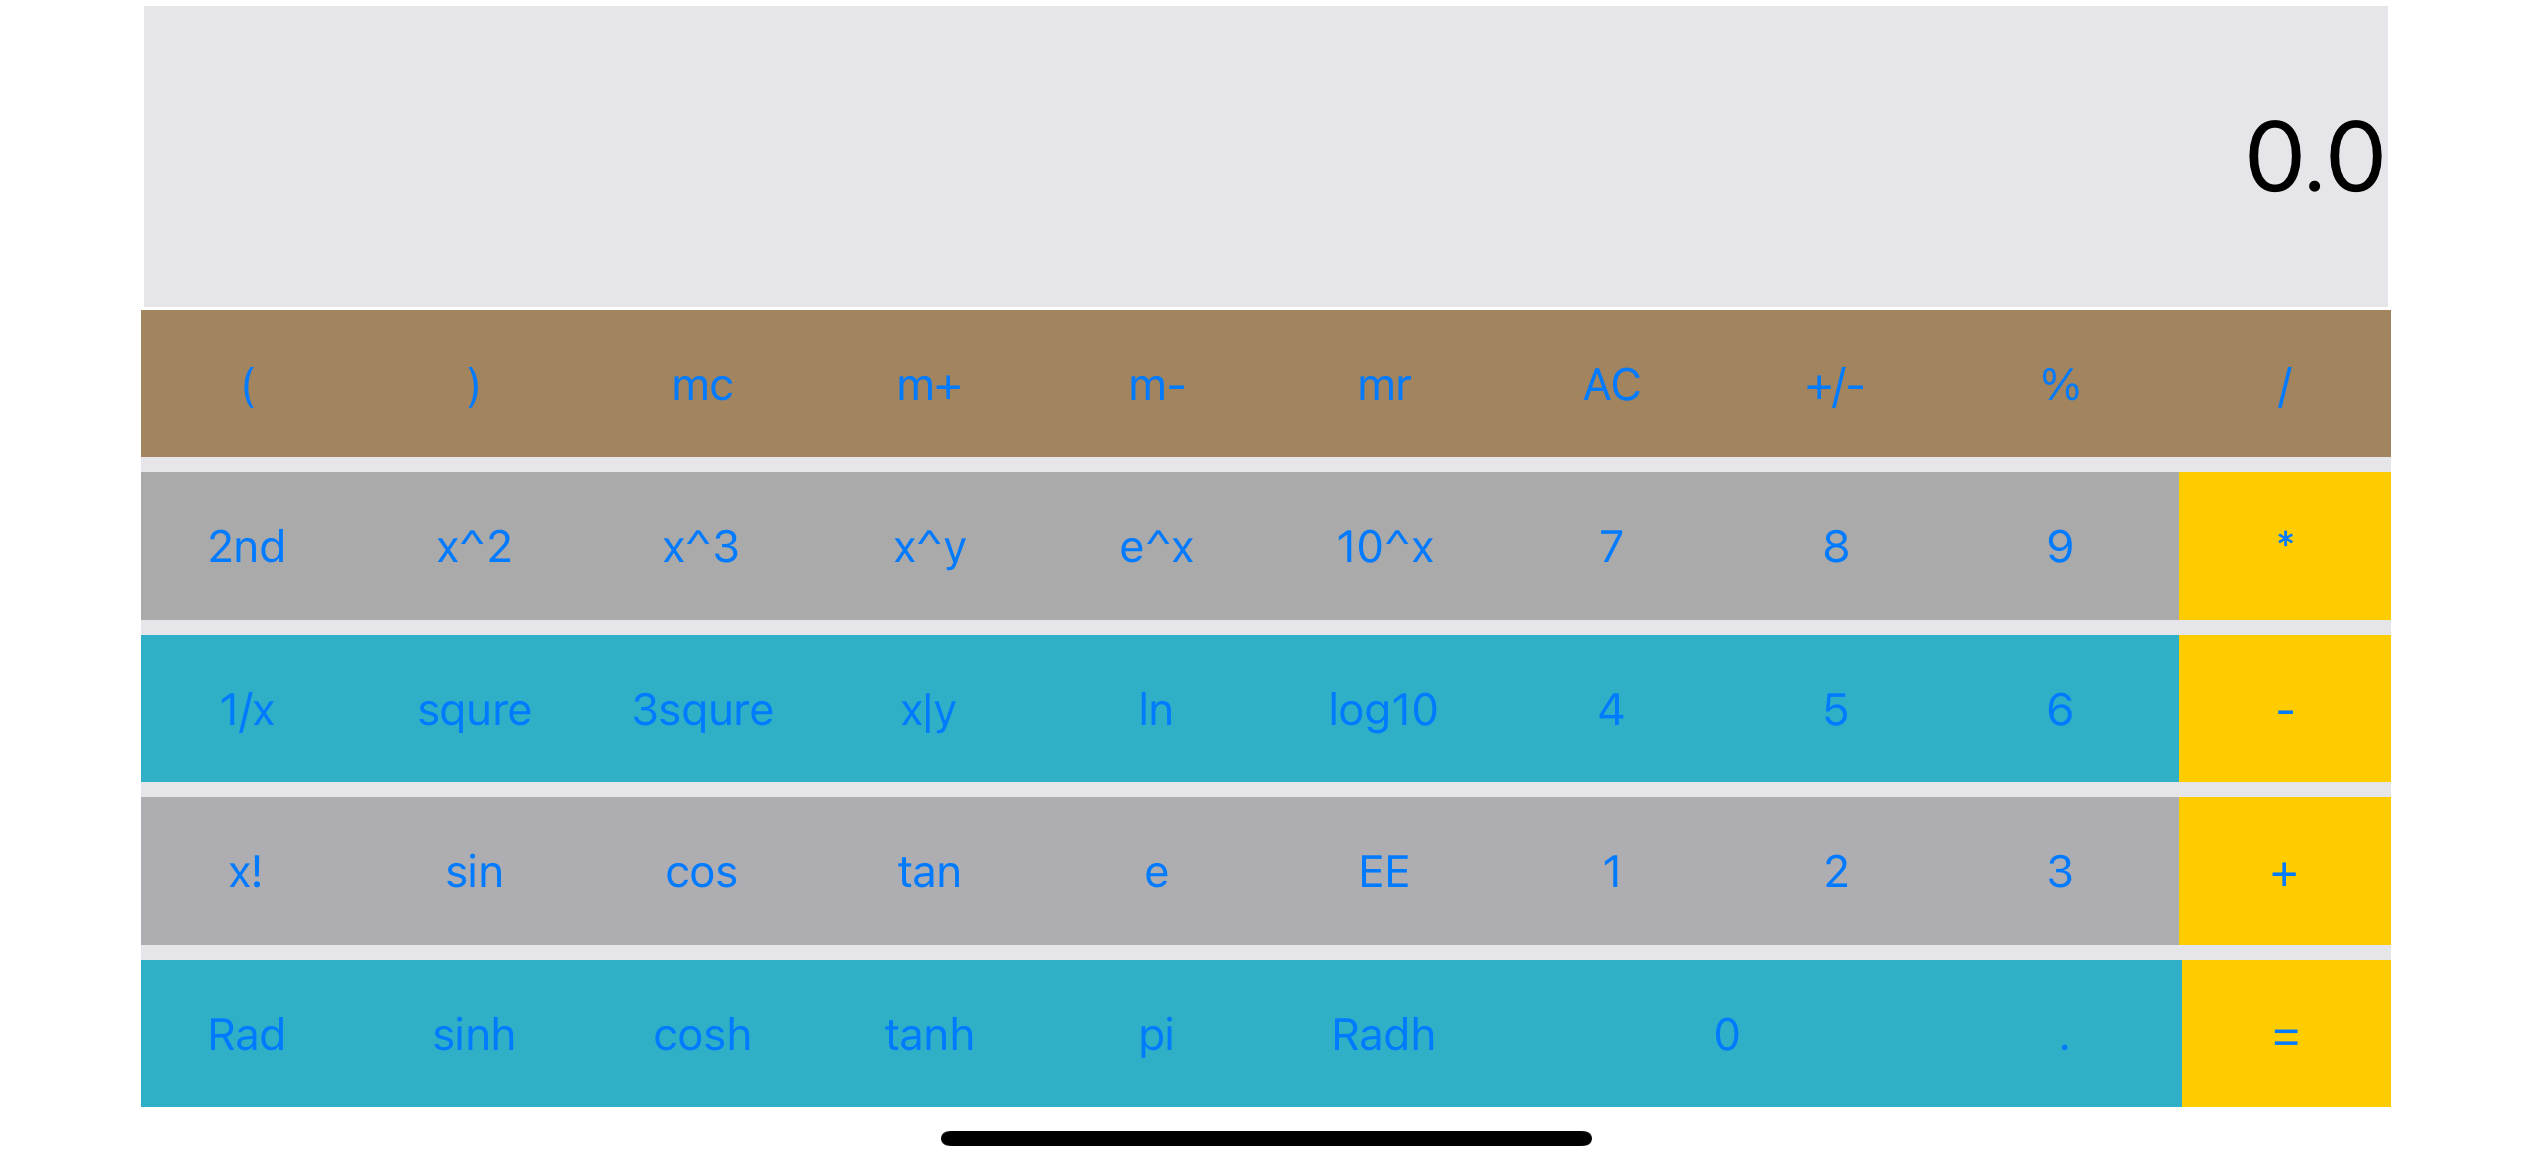 0.0
( ) mc m+ m- mr AC +/- % /
2nd x^2 x^3 x^y e^x 10^x 7 8 9 *
1/x squre 3squre x|y ln log10 4 5 6 -
x! sin cos tan e EE 1 2 3 +
Rad sinh cosh tanh pi Radh 0 . =